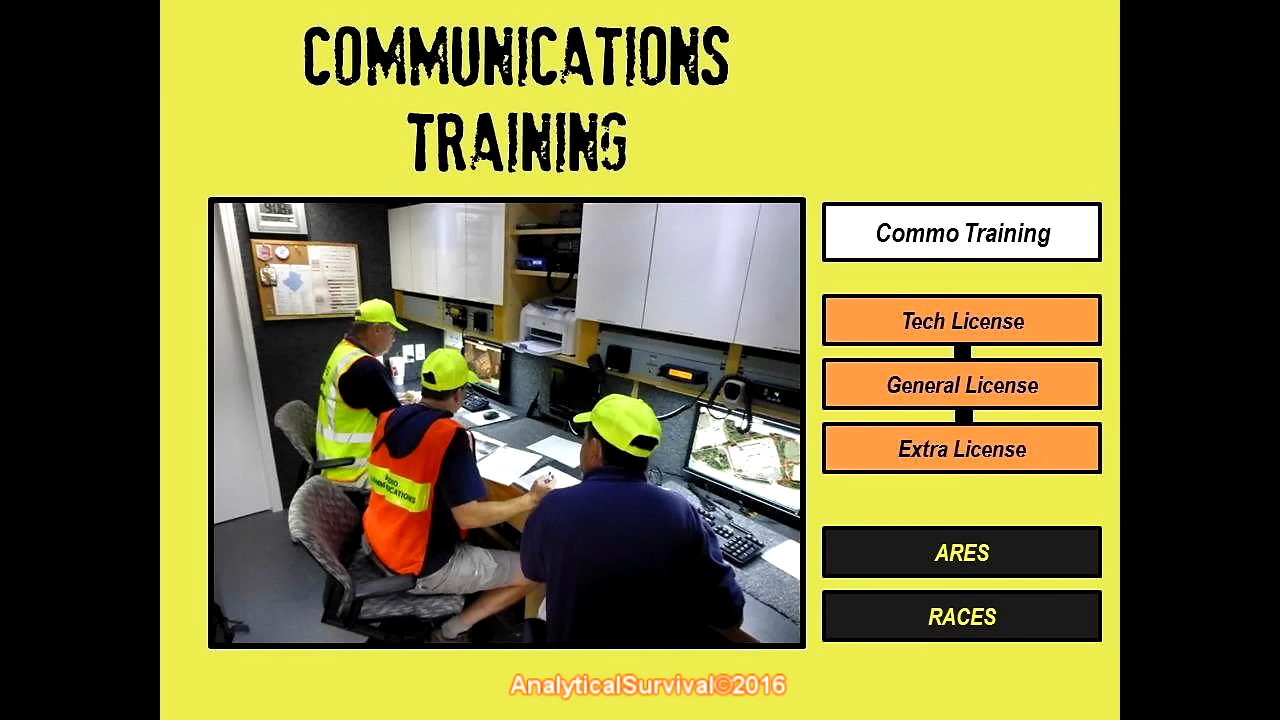 COMMUNICATIONS
TRAINING
Commo Training
Tech License
General License
Extra License
ARES
RACES
AnalyticalSurvival©2016